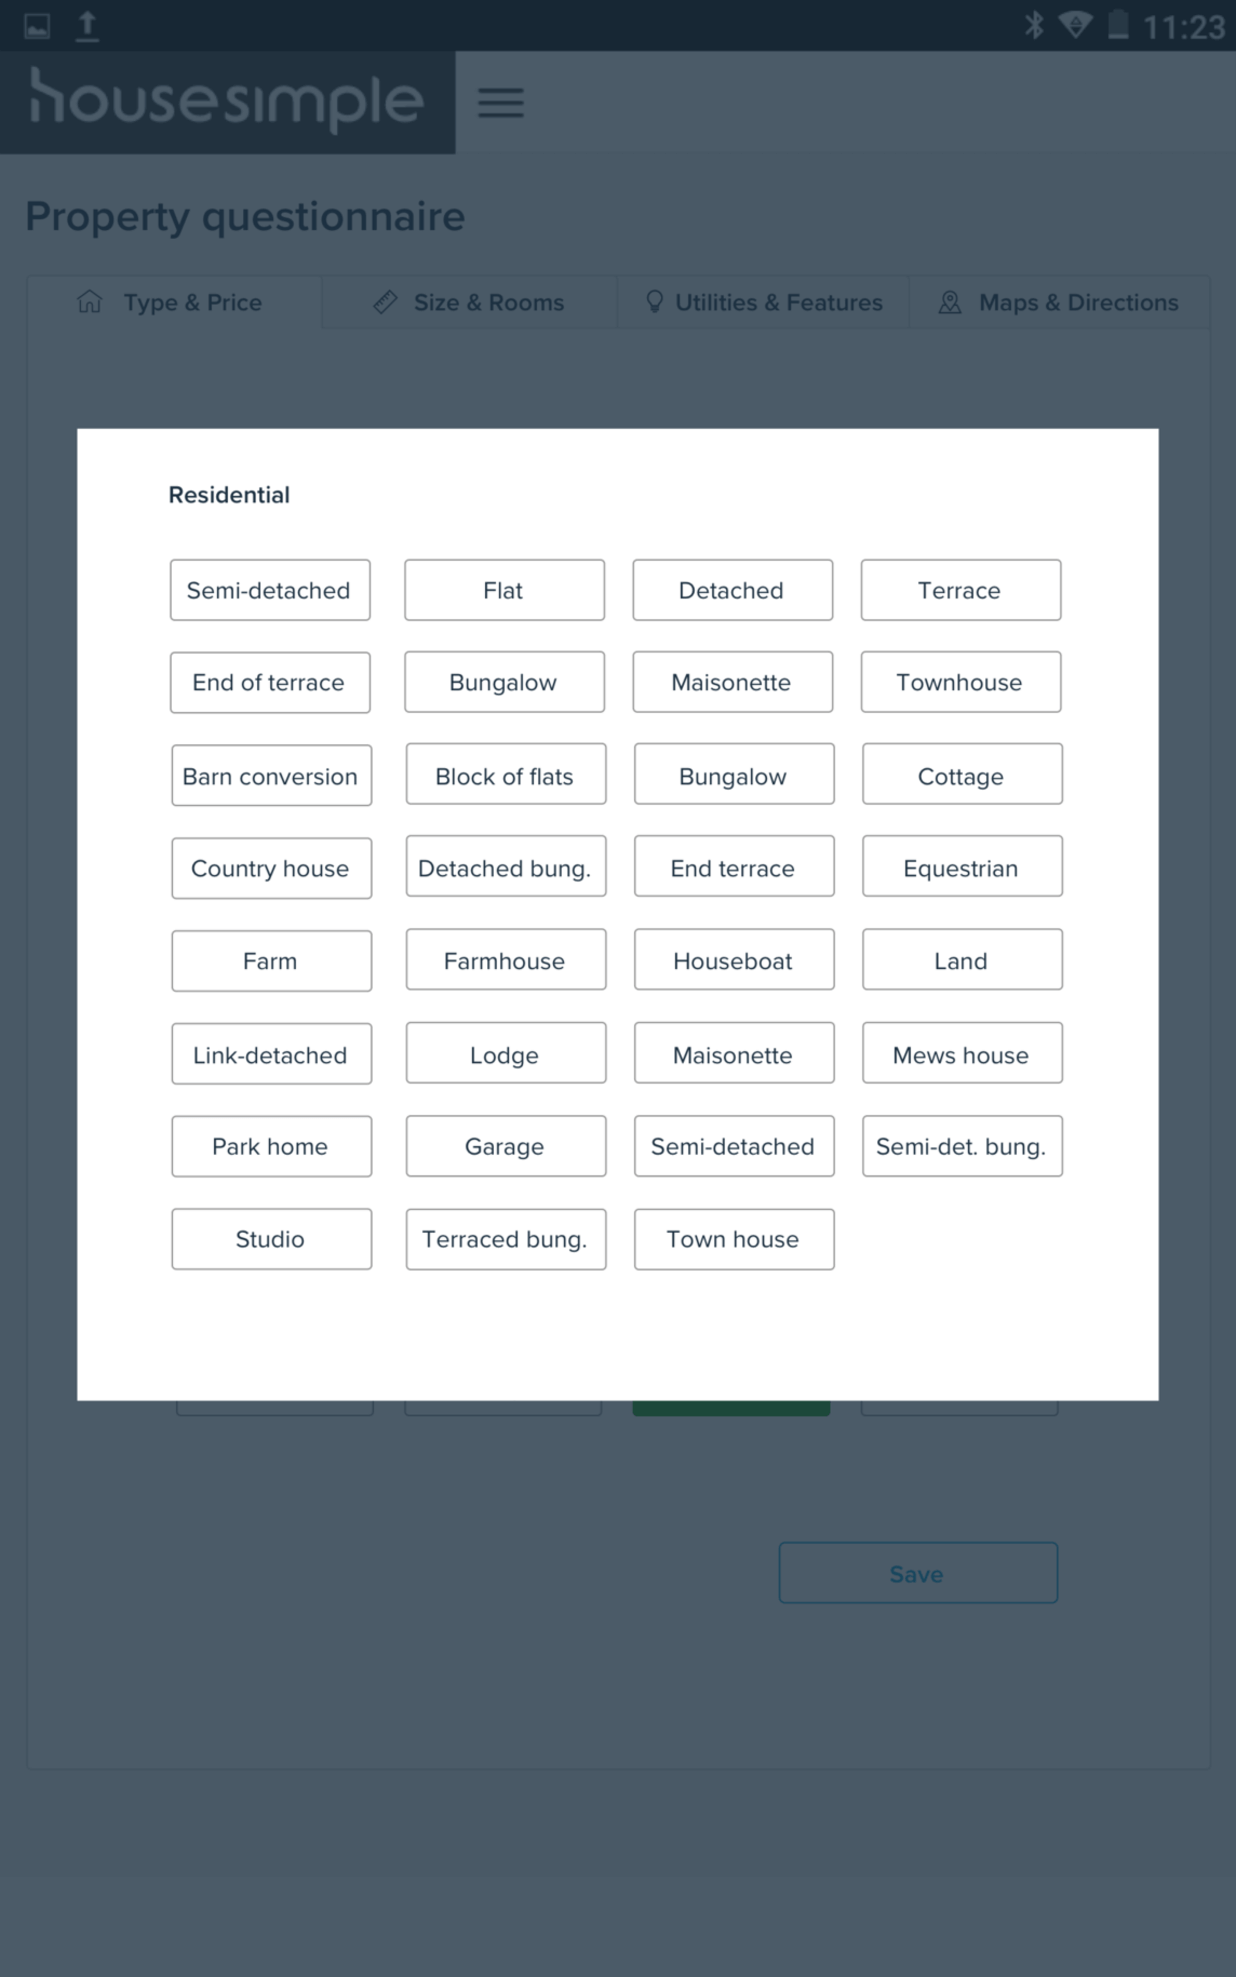 11:23
housesimple
Property questionnaire
Type & Price Size & Rooms Utilities & Features Maps & Directions
Residential
Semi-detached Flat Detached Terrace
End of terrace Bungalow Maisonette Townhouse
Barn conversion Block of flats Bungalow Cottage
Country house Detached bung. End terrace Equestrian
Farm Farmhouse Houseboat Land
Link-detached Lodge Maisonette Mews house
Park home Garage Semi-detached Semi-det. bung.
Studio Terraced bung. Town house
Save